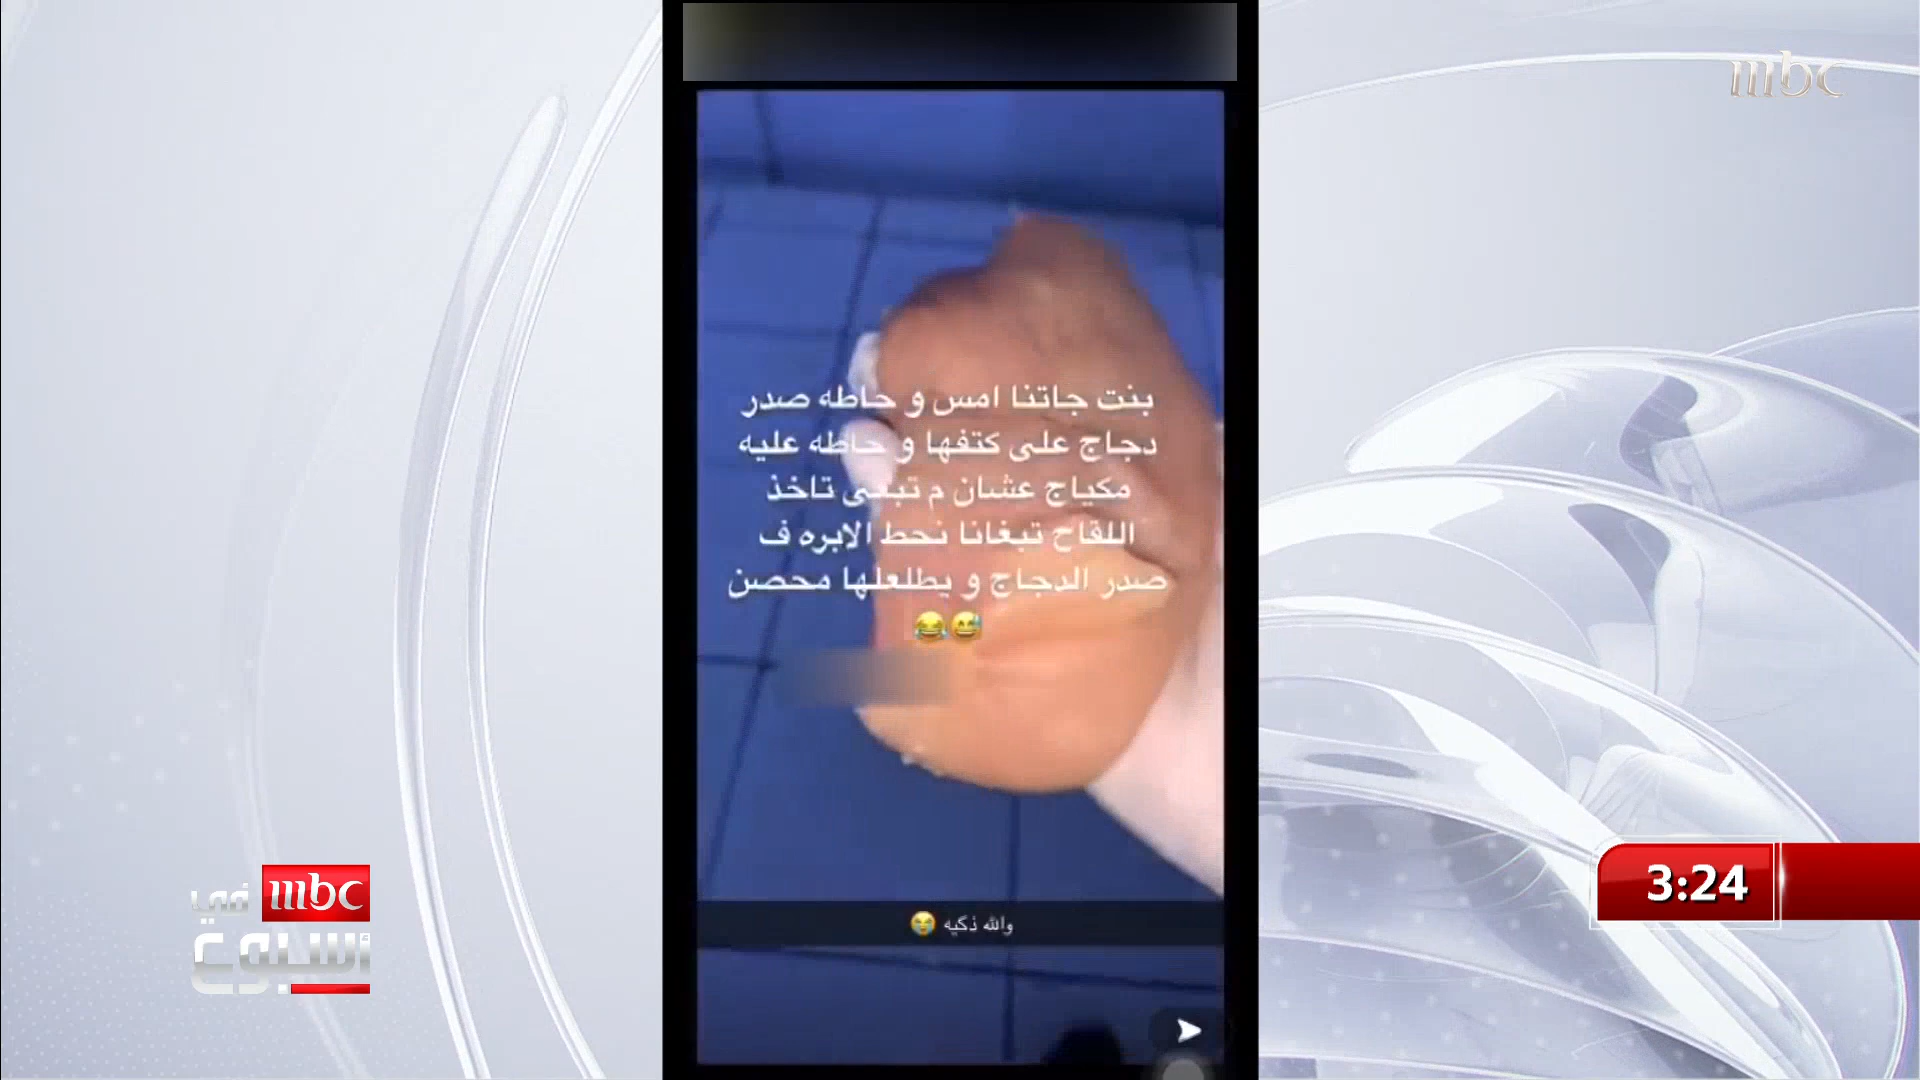 mbc
بنت جاتنا امس و حاطه صدر
دجاج على كتفها و حاطه عليه
مكياج عشان م تبغى تاخذ
اللقاح تبغانا نحط الابره ف
صدر الدجاج و يطلعلها محصن
😂😅
والله ذكيه 😭
3:24
mbc في
أسبوع